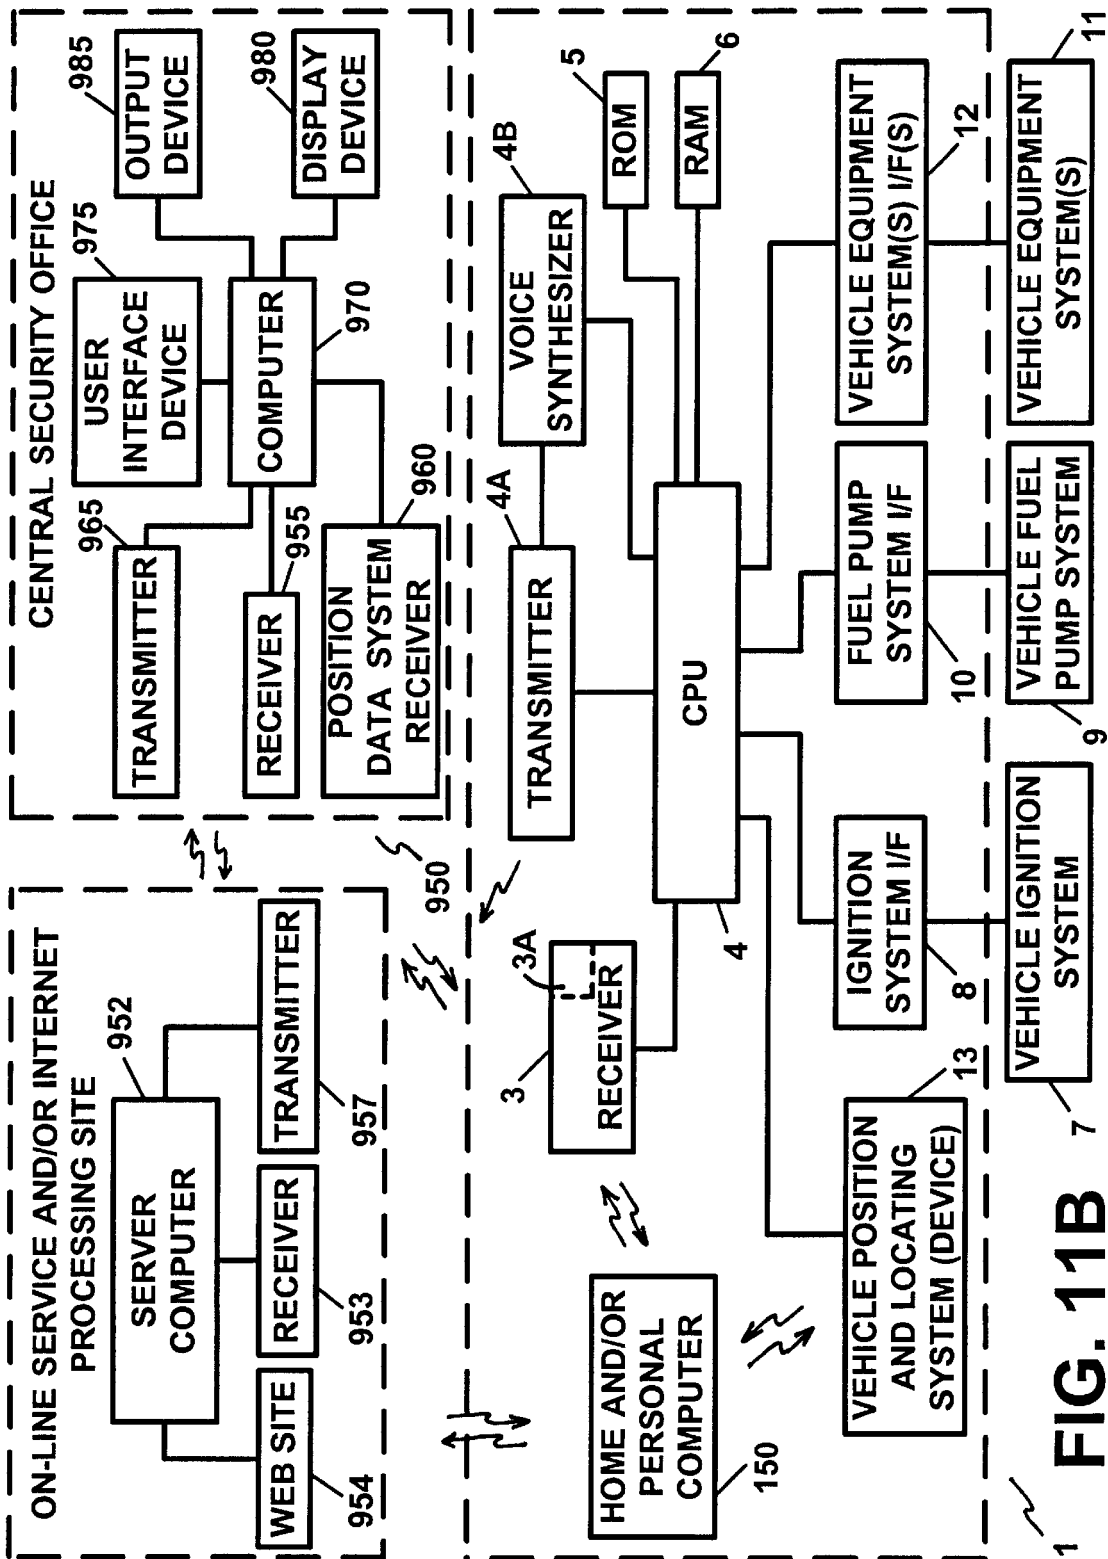 ON-LINE SERVICE AND/OR INTERNET
PROCESSING SITE
952
SERVER
COMPUTER
WEB SITE
954
RECEIVER
953
TRANSMITTER
957
CENTRAL SECURITY OFFICE
965
TRANSMITTER
RECEIVER
955
POSITION
DATA SYSTEM
RECEIVER
960
975
USER
INTERFACE
DEVICE
COMPUTER
970
985
OUTPUT
DEVICE
980
DISPLAY
DEVICE
950
HOME AND/OR
PERSONAL
COMPUTER
150
3
3A
RECEIVER
4A
TRANSMITTER
4B
VOICE
SYNTHESIZER
5
ROM
6
RAM
CPU
4
13
VEHICLE POSITION
AND LOCATING
SYSTEM (DEVICE)
IGNITION
SYSTEM I/F
8
FUEL PUMP
SYSTEM I/F
10
VEHICLE EQUIPMENT
SYSTEM(S) I/F(S)
12
VEHICLE IGNITION
SYSTEM
7
VEHICLE FUEL
PUMP SYSTEM
9
VEHICLE EQUIPMENT
SYSTEM(S)
11
1
FIG. 11B